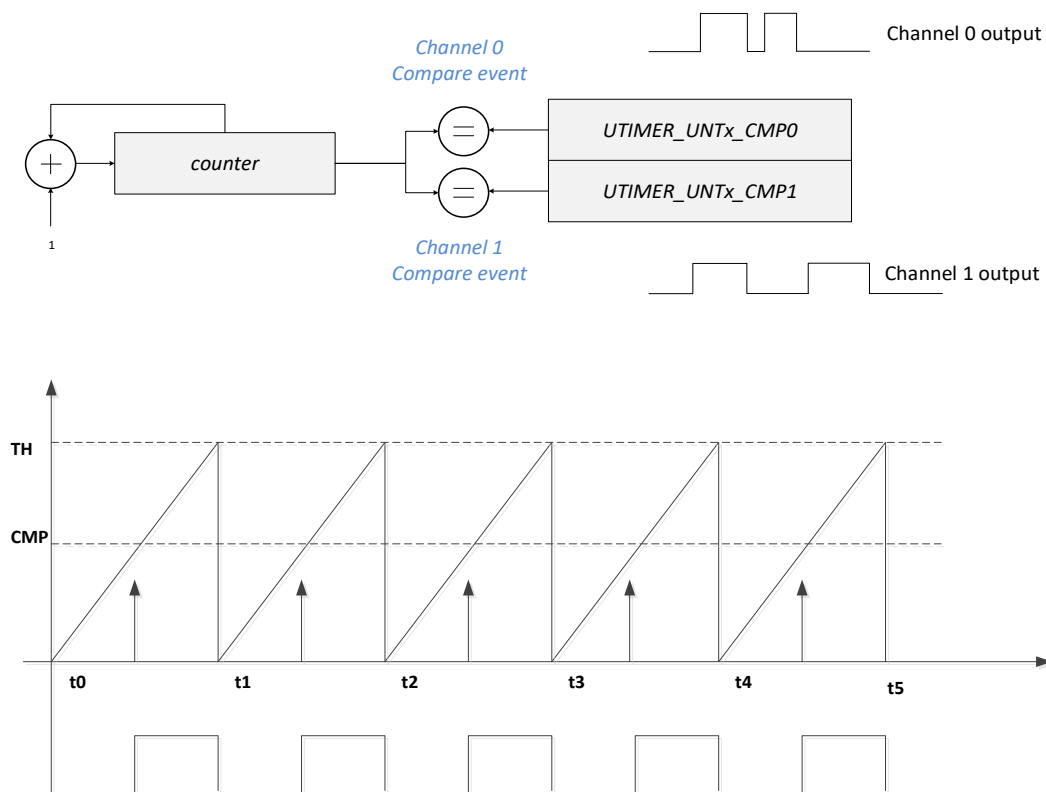 Channel 0 output
Channel 0
Compare event
UTIMER_UNTx_CMP0
+
counter
=
=
UTIMER_UNTx_CMP1
1
Channel 1
Compare event
Channel 1 output
TH
CMP
t0
t1
t2
t3
t4
t5